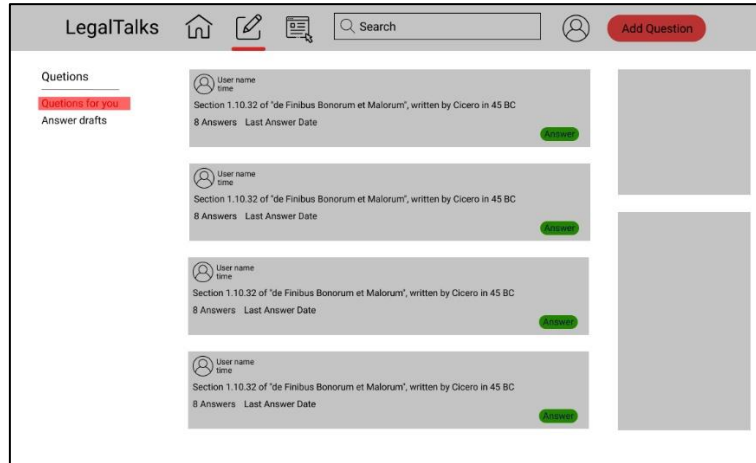 LegalTalks
Search
Add Question
Quetions
Quetions for you
Answer drafts
User name
time
Section 1.10.32 of "de Finibus Bonorum et Malorum", written by Cicero in 45 BC
8 Answers Last Answer Date
Answer
User name
time
Section 1.10.32 of "de Finibus Bonorum et Malorum", written by Cicero in 45 BC
8 Answers Last Answer Date
Answer
User name
time
Section 1.10.32 of "de Finibus Bonorum et Malorum", written by Cicero in 45 BC
8 Answers Last Answer Date
Answer
User name
time
Section 1.10.32 of "de Finibus Bonorum et Malorum", written by Cicero in 45 BC
8 Answers Last Answer Date
Answer